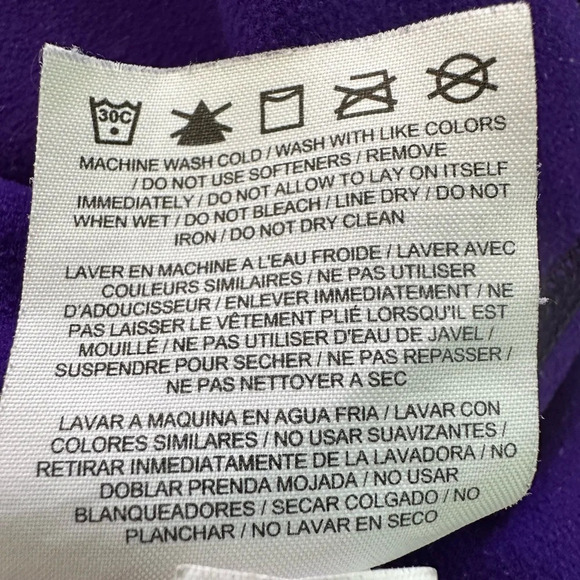 30C
MACHINE WASH COLD / WASH WITH LIKE COLORS
/ DO NOT USE SOFTENERS / REMOVE
IMMEDIATELY / DO NOT ALLOW TO LAY ON ITSELF
WHEN WET / DO NOT BLEACH / LINE DRY / DO NOT
IRON / DO NOT DRY CLEAN
LAVER EN MACHINE A L'EAU FROIDE / LAVER AVEC
COULEURS SIMILAIRES / NE PAS UTILISER
D'ADOUCISSEUR / ENLEVER IMMEDIATEMENT / NE
PAS LAISSER LE VÊTEMENT PLIÉ LORSQU'IL EST
MOUILLÉ / NE PAS UTILISER D'EAU DE JAVEL /
SUSPENDRE POUR SECHER / NE PAS REPASSER /
NE PAS NETTOYER A SEC
LAVAR A MAQUINA EN AGUA FRIA / LAVAR CON
COLORES SIMILARES / NO USAR SUAVIZANTES /
RETIRAR INMEDIATAMENTE DE LA LAVADORA / NO
DOBLAR PRENDA MOJADA / NO USAR
BLANQUEADORES / SECAR COLGADO / NO
PLANCHAR / NO LAVAR EN SECO